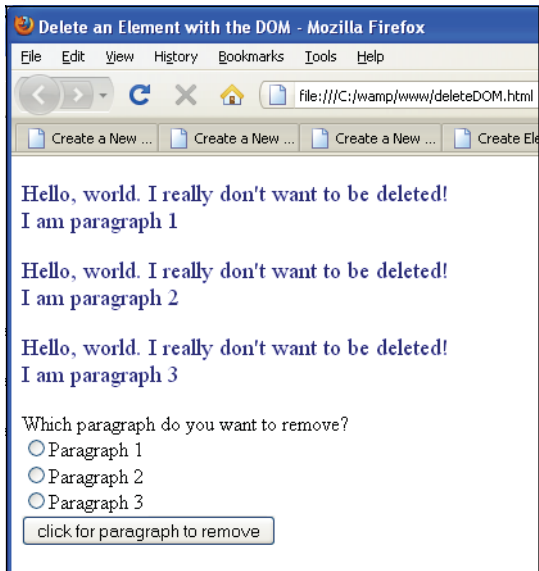 Delete an Element with the DOM - Mozilla Firefox
File Edit View History Bookmarks Tools Help
file:///C:/wamp/www/deleteDOM.html
Create a New ... Create a New ... Create a New ... Create Ele
Hello, world. I really don't want to be deleted!
I am paragraph 1
Hello, world. I really don't want to be deleted!
I am paragraph 2
Hello, world. I really don't want to be deleted!
I am paragraph 3
Which paragraph do you want to remove?
Paragraph 1
Paragraph 2
Paragraph 3
click for paragraph to remove